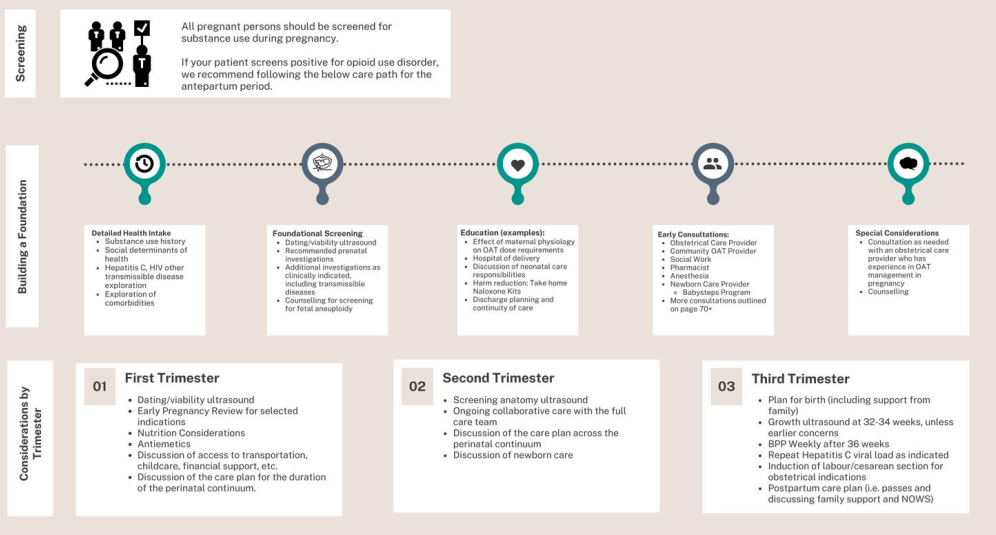 Screening
All pregnant persons should be screened for
substance use during pregnancy.
If your patient screens positive for opioid use disorder,
we recommend following the below care path for the
antepartum period.
Building a Foundation
Detailed Health Intake
• Substance use history
• Social determinants of
health
• Hepatitis C, HIV other
transmissible disease
exploration
• Exploration of
comorbidities
Foundational Screening
• Dating/viability ultrasound
• Recommended prenatal
investigations
• Additional investigations as
clinically indicated,
including transmissible
diseases
• Counselling for screening
for fetal aneuploidy
Education (examples):
• Effect of maternal physiology
on OAT dose requirements
• Hospital of delivery
• Discussion of neonatal care
responsibilities
• Harm reduction: Take home
Naloxone Kits
• Discharge planning and
continuity of care
Early Consultations:
• Obstetrical Care Provider
• Community OAT Provider
• Social Work
• Pharmacist
• Anesthesia
• Newborn Care Provider
◦ Babysteps Program
• More consultations outlined
on page 70+
Special Considerations
• Consultation as needed
with an obstetrical care
provider who has
experience in OAT
management in
pregnancy
• Counselling
Considerations by
Trimester
01
First Trimester
• Dating/viability ultrasound
• Early Pregnancy Review for selected
indications
• Nutrition Considerations
• Antiemetics
• Discussion of access to transportation,
childcare, financial support, etc.
• Discussion of the care plan for the duration
of the perinatal continuum.
02
Second Trimester
• Screening anatomy ultrasound
• Ongoing collaborative care with the full
care team
• Discussion of the care plan across the
perinatal continuum
• Discussion of newborn care
03
Third Trimester
• Plan for birth (including support from
family)
• Growth ultrasound at 32-34 weeks, unless
earlier concerns
• BPP Weekly after 36 weeks
• Repeat Hepatitis C viral load as indicated
• Induction of labour/cesarean section for
obstetrical indications
• Postpartum care plan (i.e. passes and
discussing family support and NOWS)